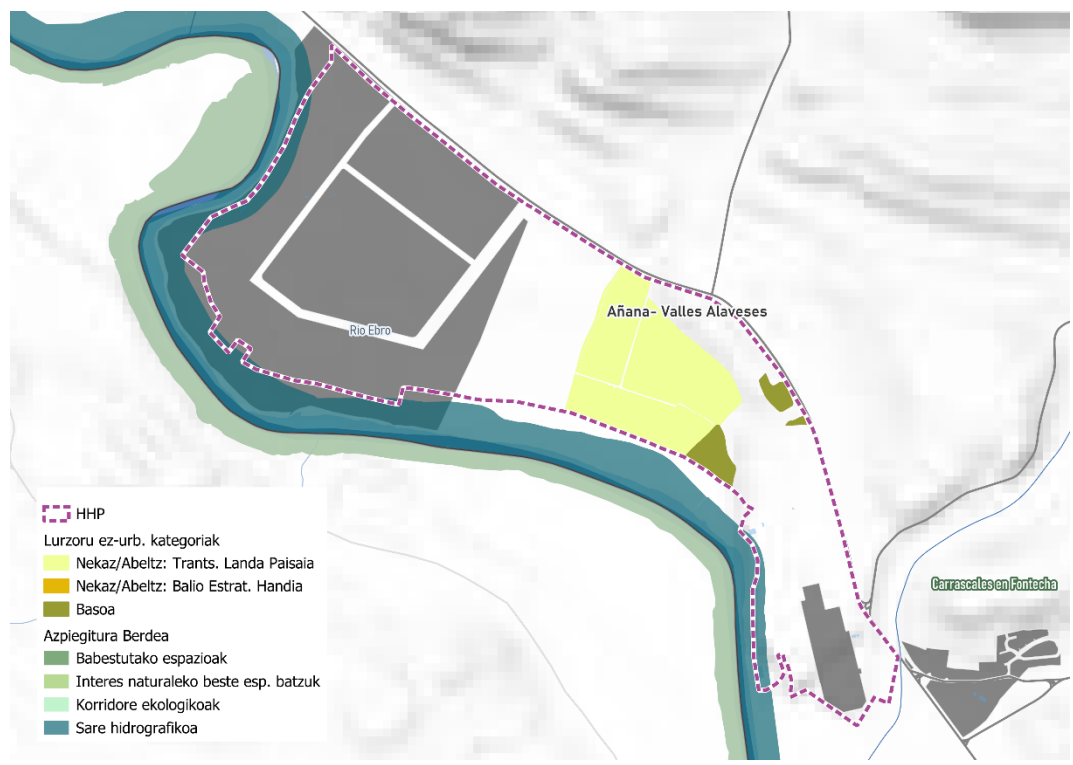 Añana- Valles Alaveses
Rio Ebro
Carrascales en Fontecha
HHP
Lurzoru ez-urb. kategoriak
Nekaz/Abeltz: Trants. Landa Paisaia
Nekaz/Abeltz: Balio Estrat. Handia
Basoa
Azpiegitura Berdea
Babestutako espazioak
Interes naturaleko beste esp. batzuk
Korridore ekologikoak
Sare hidrografikoa